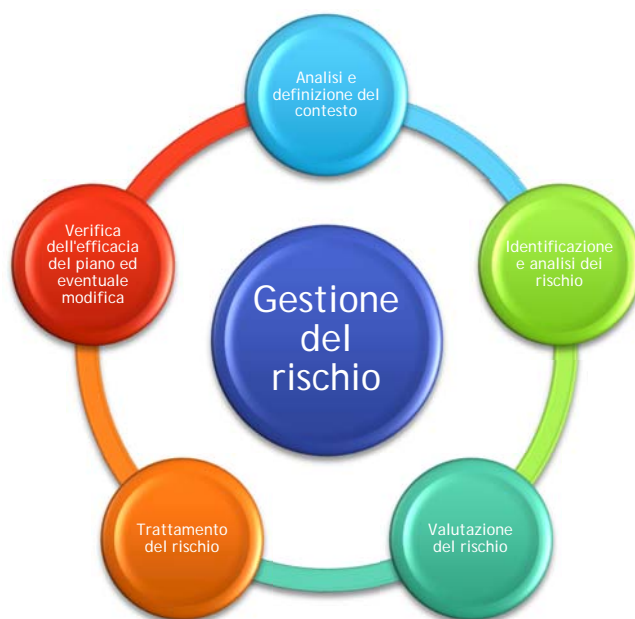 Analisi e
definizione del
contesto
Verifica
dell'efficacia
del piano ed
eventuale
modifica
Identificazione
e analisi del
rischio
Gestione
del
rischio
Trattamento
del rischio
Valutazione
del rischio